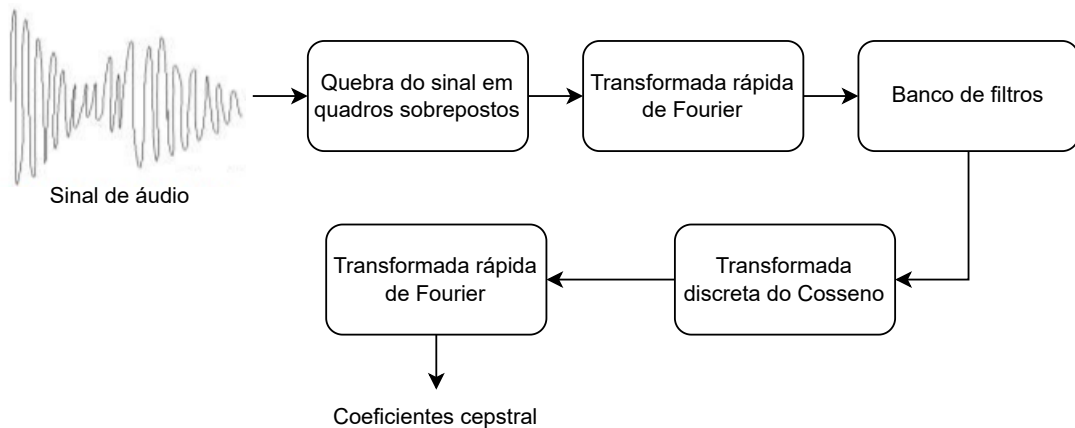 Sinal de áudio
Quebra do sinal em
quadros sobrepostos
Transformada rápida
de Fourier
Banco de filtros
Transformada
discreta do Cosseno
Transformada rápida
de Fourier
Coeficientes cepstral